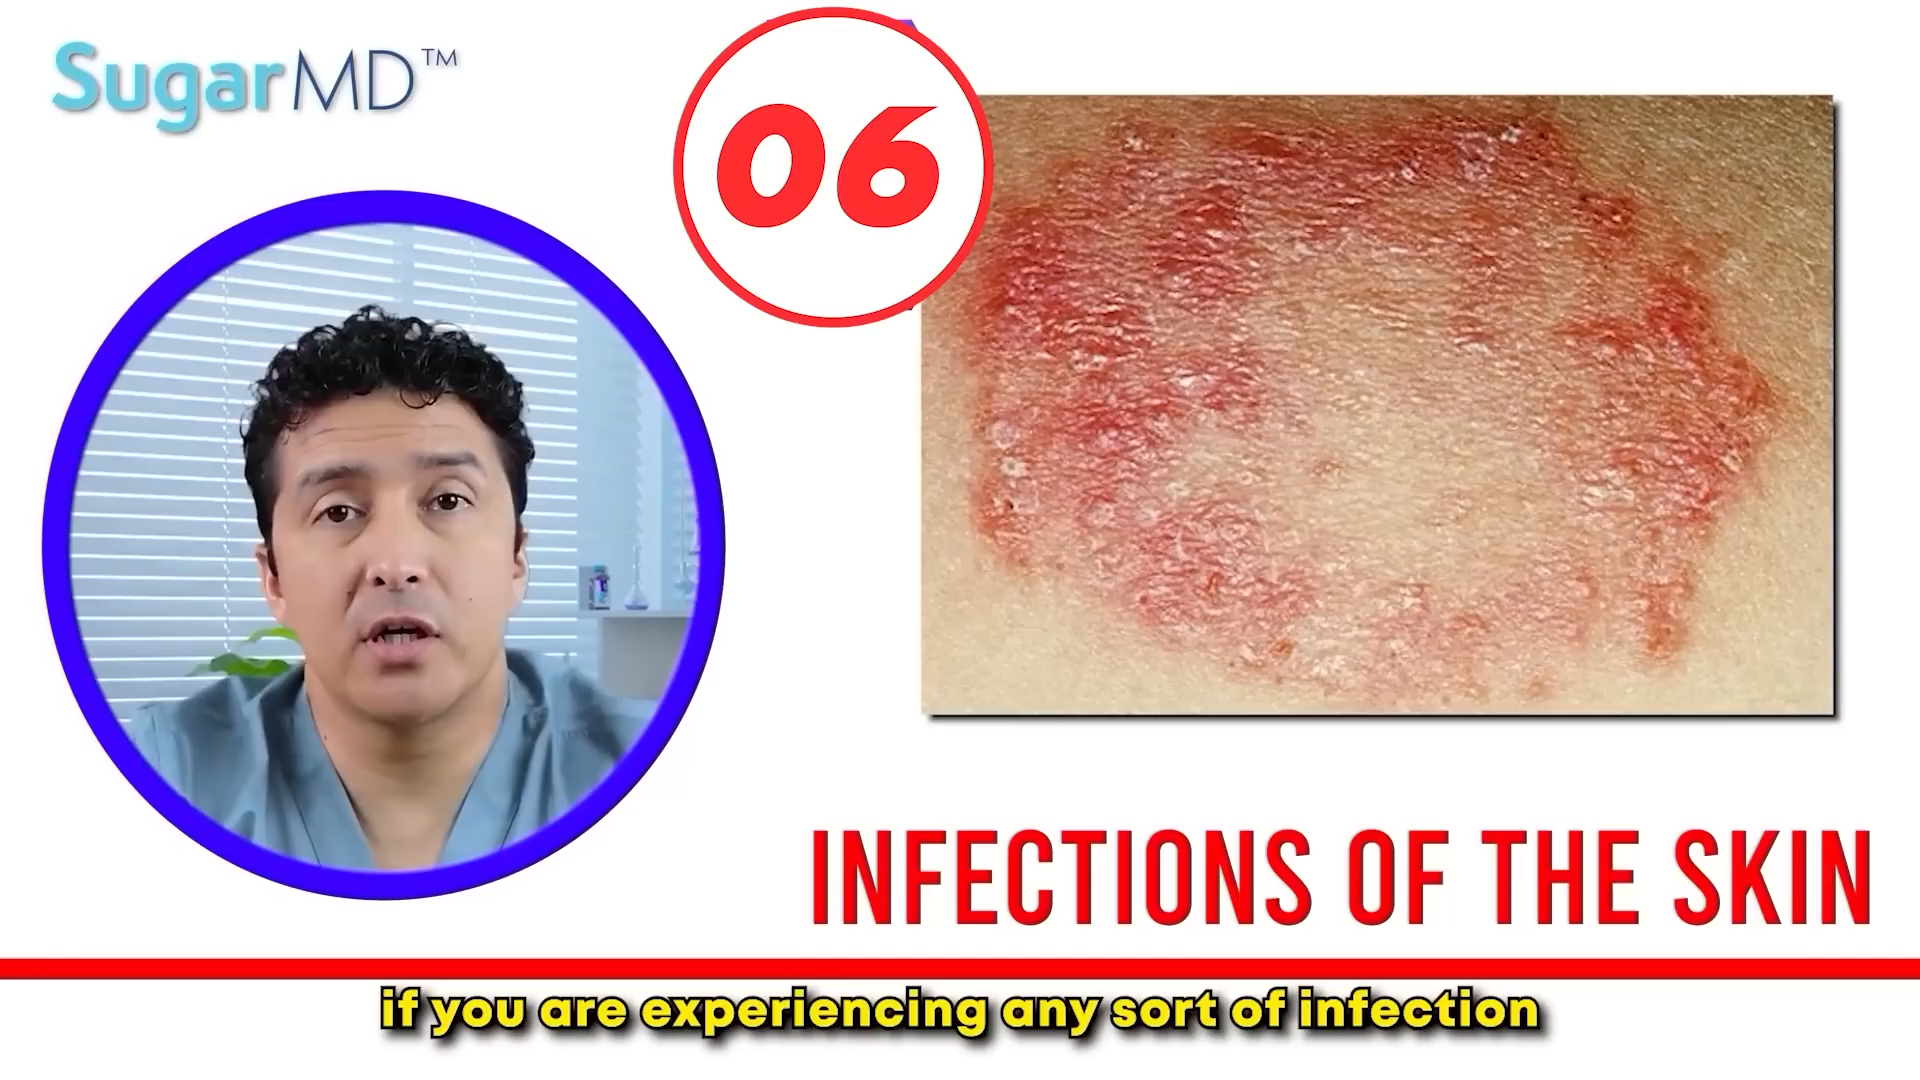 SugarMD™
06
INFECTIONS OF THE SKIN
if you are experiencing any sort of infection